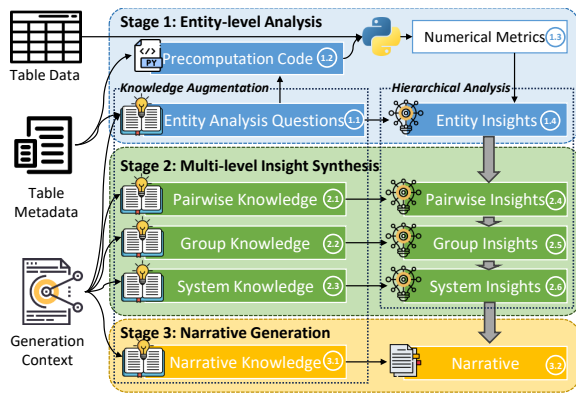 Stage 1: Entity-level Analysis
Table Data
</> PY
Precomputation Code 1.2
Numerical Metrics 1.3
Knowledge Augmentation
Hierarchical Analysis
Entity Analysis Questions 1.1
Entity Insights 1.4
Table
Metadata
Stage 2: Multi-level Insight Synthesis
Pairwise Knowledge 2.1
Pairwise Insights 2.4
Group Knowledge 2.2
Group Insights 2.5
System Knowledge 2.3
System Insights 2.6
Generation
Context
Stage 3: Narrative Generation
Narrative Knowledge 3.1
Narrative 3.2